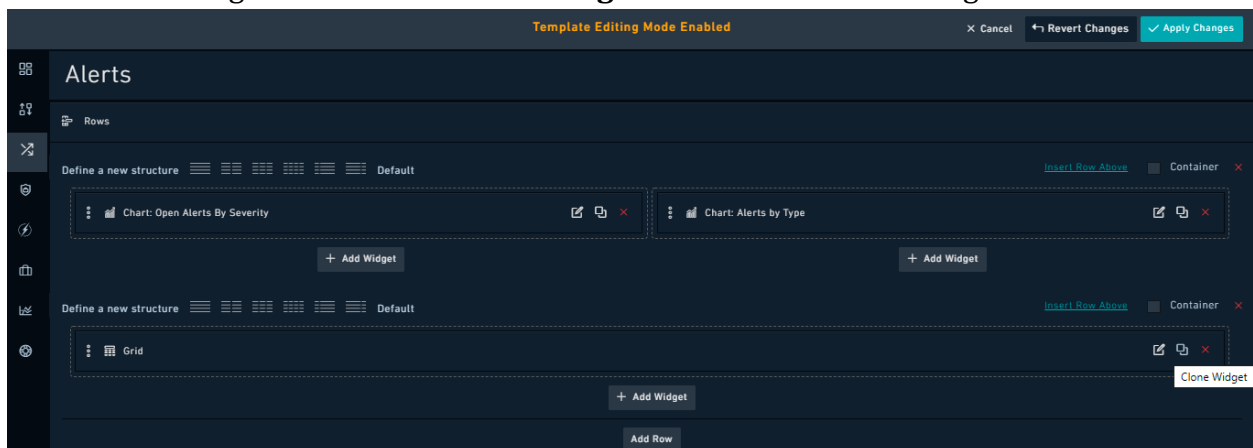 Template Editing Mode Enabled × Cancel Revert Changes ✓ Apply Changes
Alerts
Rows
Define a new structure Default Insert Row Above Container ×
Chart: Open Alerts By Severity × Chart: Alerts by Type ×
+ Add Widget + Add Widget
Define a new structure Default Insert Row Above Container ×
Grid ×
Clone Widget
+ Add Widget
Add Row